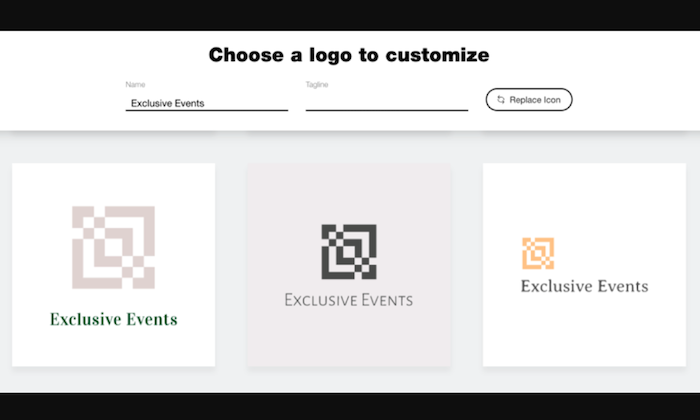 Choose a logo to customize
Name
Tagline
Exclusive Events
Replace Icon
Exclusive Events
Exclusive Events
Exclusive Events